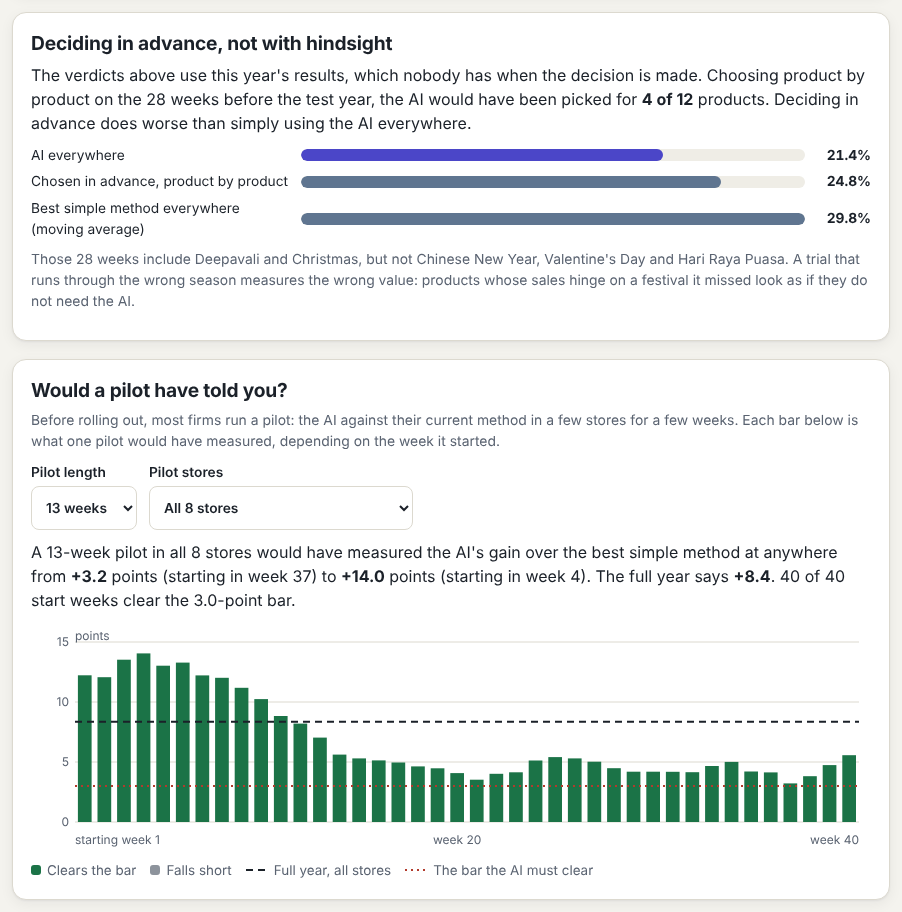 Deciding in advance, not with hindsight
The verdicts above use this year's results, which nobody has when the decision is made. Choosing product by
product on the 28 weeks before the test year, the AI would have been picked for 4 of 12 products. Deciding in
advance does worse than simply using the AI everywhere.
AI everywhere 21.4%
Chosen in advance, product by product 24.8%
Best simple method everywhere
(moving average) 29.8%
Those 28 weeks include Deepavali and Christmas, but not Chinese New Year, Valentine's Day and Hari Raya Puasa. A trial that
runs through the wrong season measures the wrong value: products whose sales hinge on a festival it missed look as if they do
not need the AI.
Would a pilot have told you?
Before rolling out, most firms run a pilot: the AI against their current method in a few stores for a few weeks. Each bar below is
what one pilot would have measured, depending on the week it started.
Pilot length Pilot stores
13 weeks All 8 stores
A 13-week pilot in all 8 stores would have measured the AI's gain over the best simple method at anywhere
from +3.2 points (starting in week 37) to +14.0 points (starting in week 4). The full year says +8.4. 40 of 40
start weeks clear the 3.0-point bar.
points
15
10
5
0
starting week 1 week 20 week 40
Clears the bar Falls short Full year, all stores The bar the AI must clear